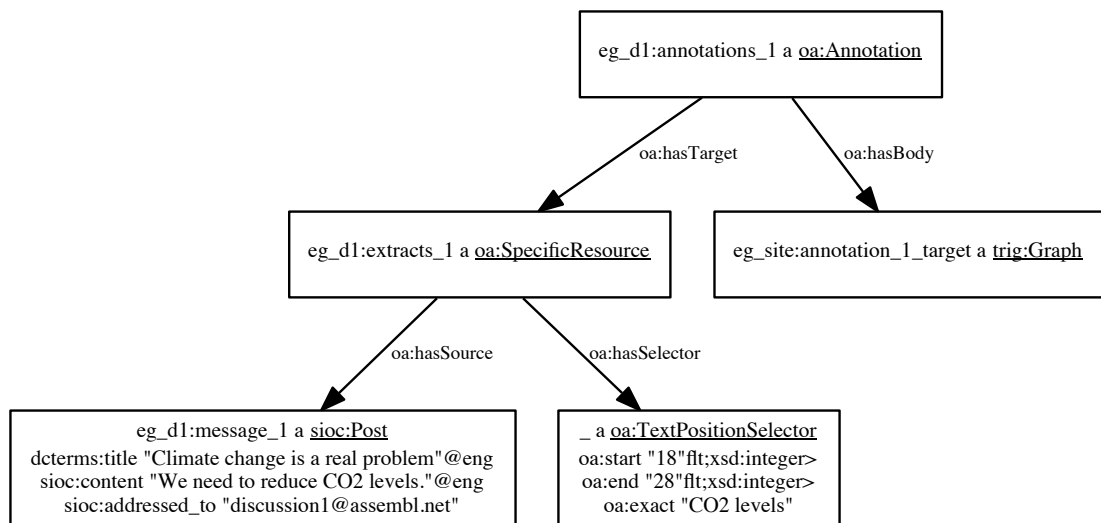 eg_d1:annotations_1 a oa:Annotation
oa:hasTarget
oa:hasBody
eg_d1:extracts_1 a oa:SpecificResource
eg_site:annotation_1_target a trig:Graph
oa:hasSource
oa:hasSelector
eg_d1:message_1 a sioc:Post
dcterms:title "Climate change is a real problem"@eng
sioc:content "We need to reduce CO2 levels."@eng
sioc:addressed_to "discussion1@assembl.net"
_ a oa:TextPositionSelector
oa:start "18"flt;xsd:integer>
oa:end "28"flt;xsd:integer>
oa:exact "CO2 levels"